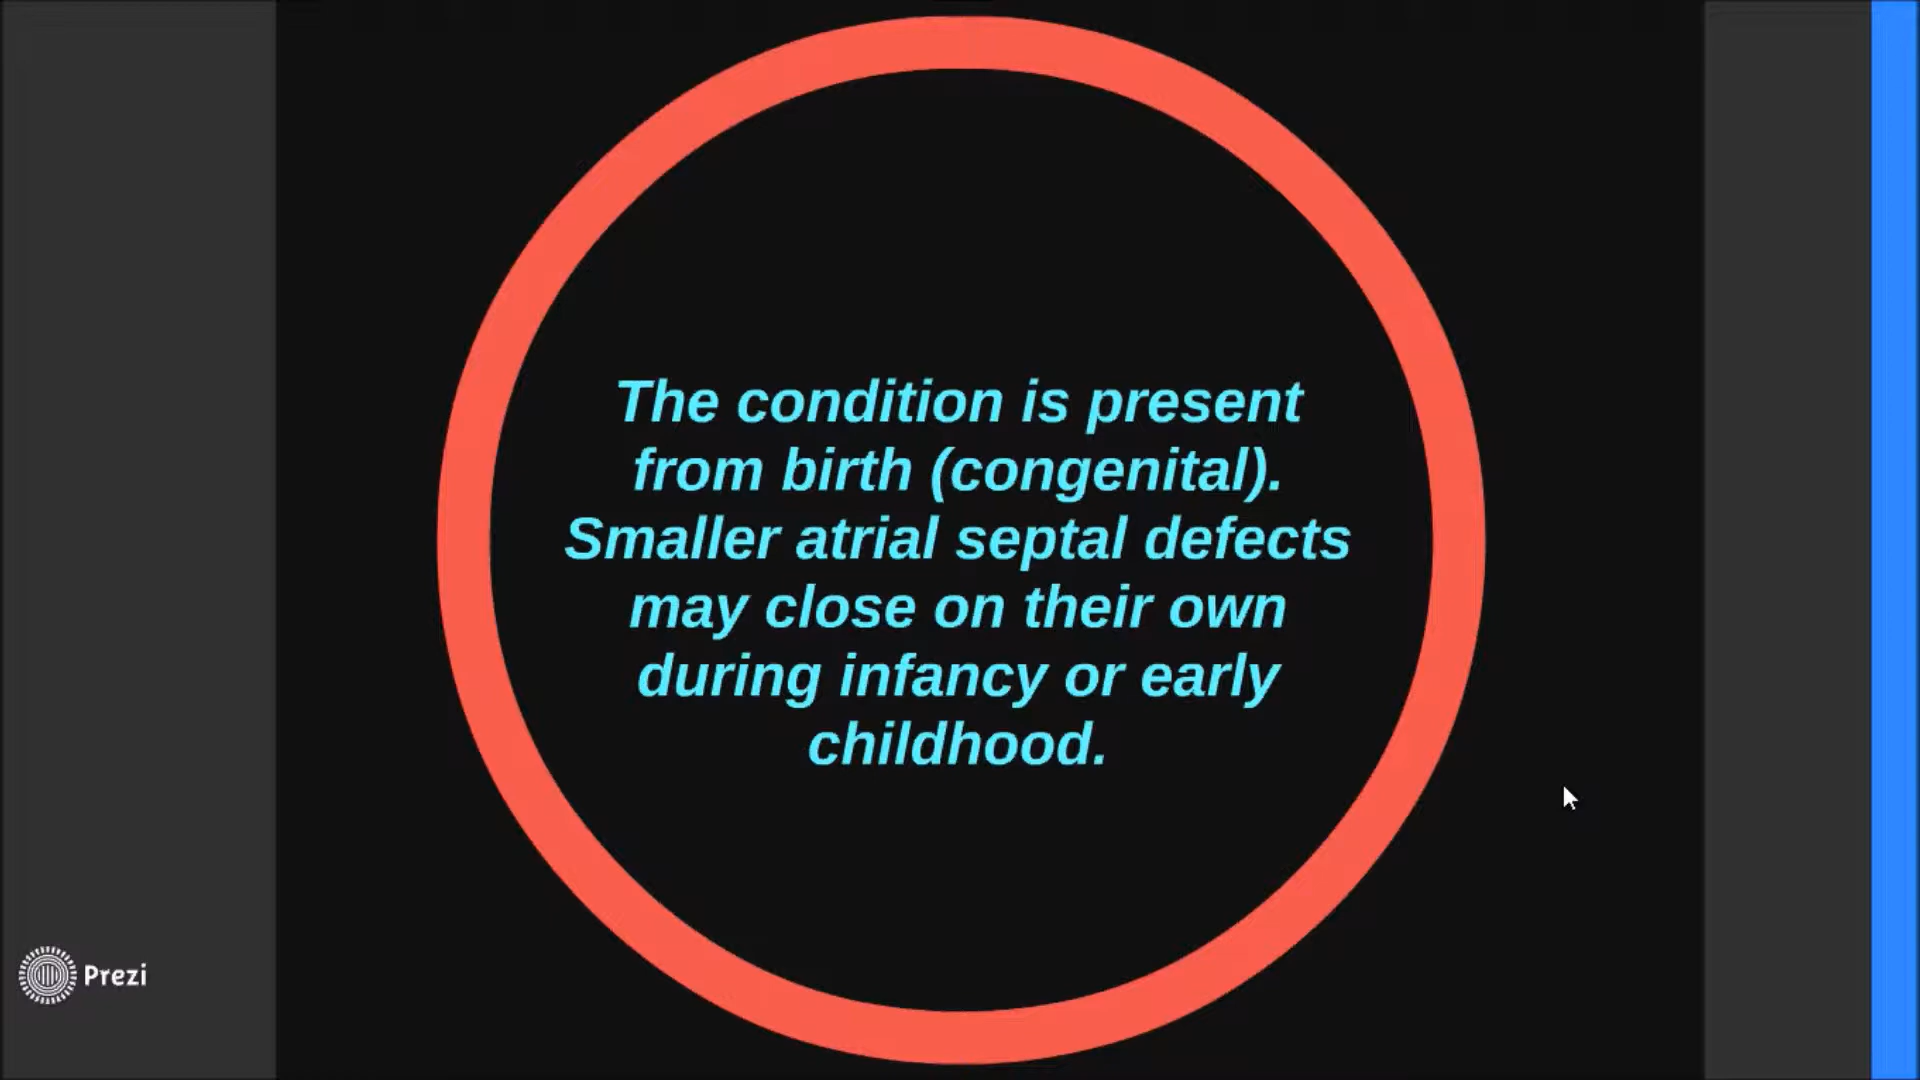 The condition is present
from birth (congenital).
Smaller atrial septal defects
may close on their own
during infancy or early
childhood.
Prezi